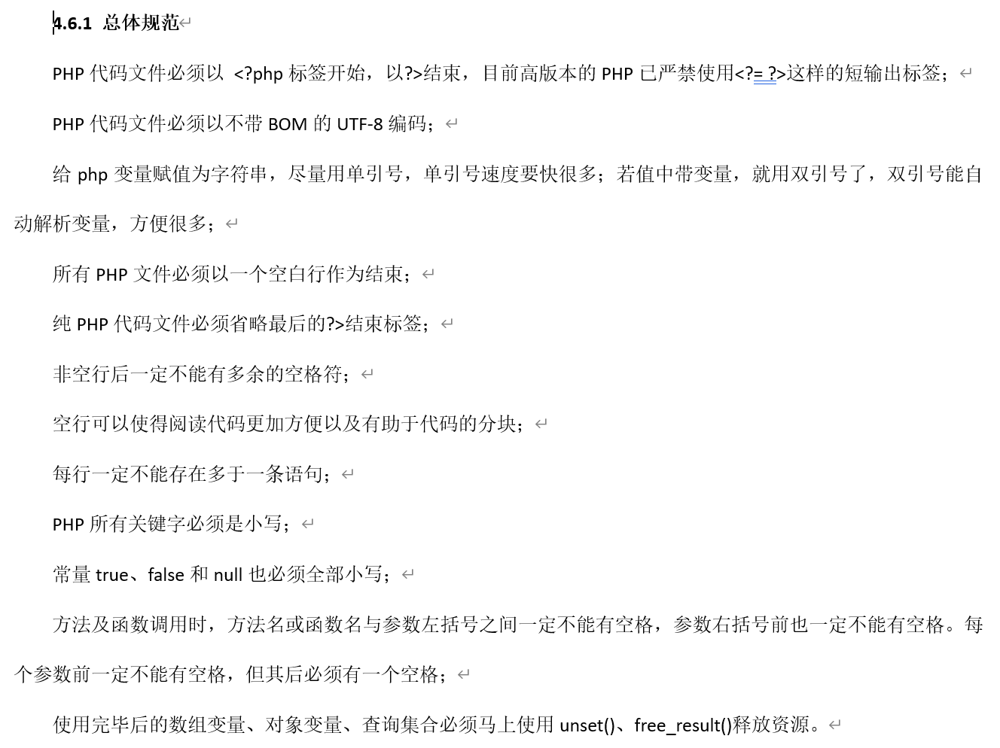 4.6.1 总体规范
PHP 代码文件必须以 <?php 标签开始，以?>结束，目前高版本的 PHP 已严禁使用<?= ?>这样的短输出标签；
PHP 代码文件必须以不带 BOM 的 UTF-8 编码；
给 php 变量赋值为字符串，尽量用单引号，单引号速度要快很多；若值中带变量，就用双引号了，双引号能自
动解析变量，方便很多；
所有 PHP 文件必须以一个空白行作为结束；
纯 PHP 代码文件必须省略最后的?>结束标签；
非空行后一定不能有多余的空格符；
空行可以使得阅读代码更加方便以及有助于代码的分块；
每行一定不能存在多于一条语句；
PHP 所有关键字必须是小写；
常量 true、false 和 null 也必须全部小写；
方法及函数调用时，方法名或函数名与参数左括号之间一定不能有空格，参数右括号前也一定不能有空格。每
个参数前一定不能有空格，但其后必须有一个空格；
使用完毕后的数组变量、对象变量、查询集合必须马上使用 unset()、free_result()释放资源。